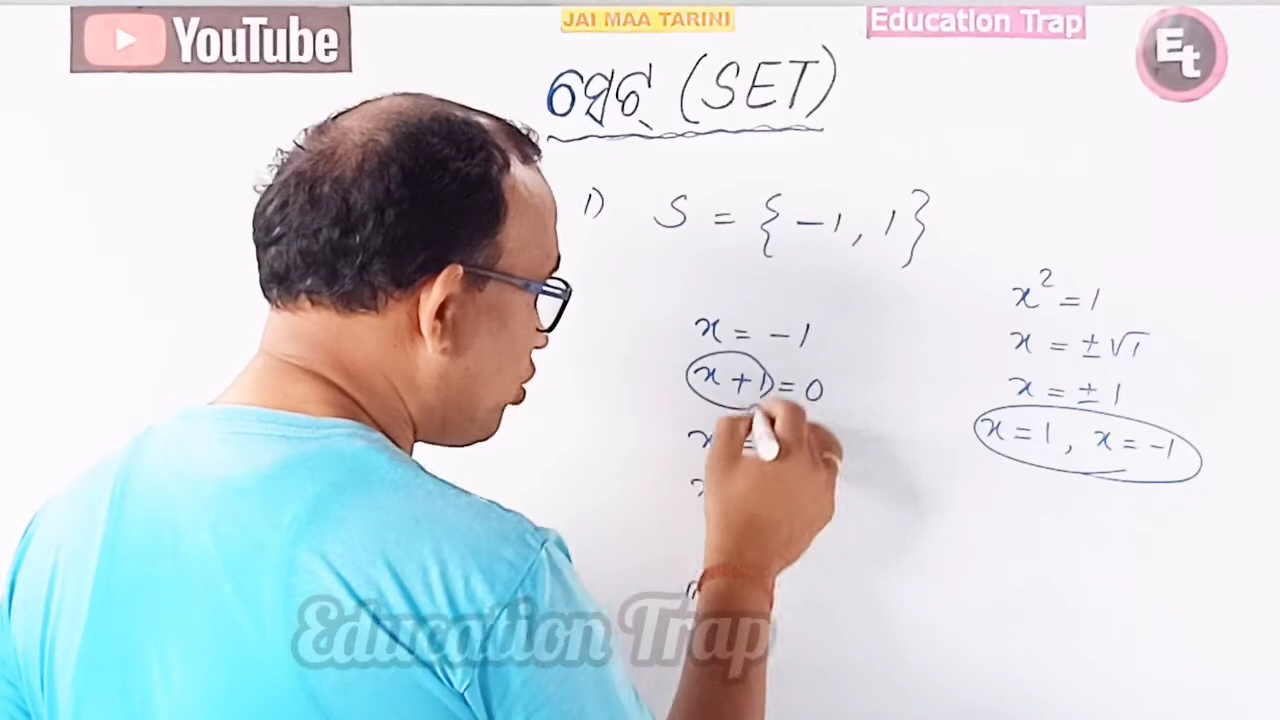 YouTube
JAI MAA TARINI
Education Trap
Et
ସେଟ୍ (SET)
1) S = {-1, 1}
x = -1
x + 1 = 0
x² = 1
x = ±√1
x = ±1
x = 1, x = -1
Education Trap